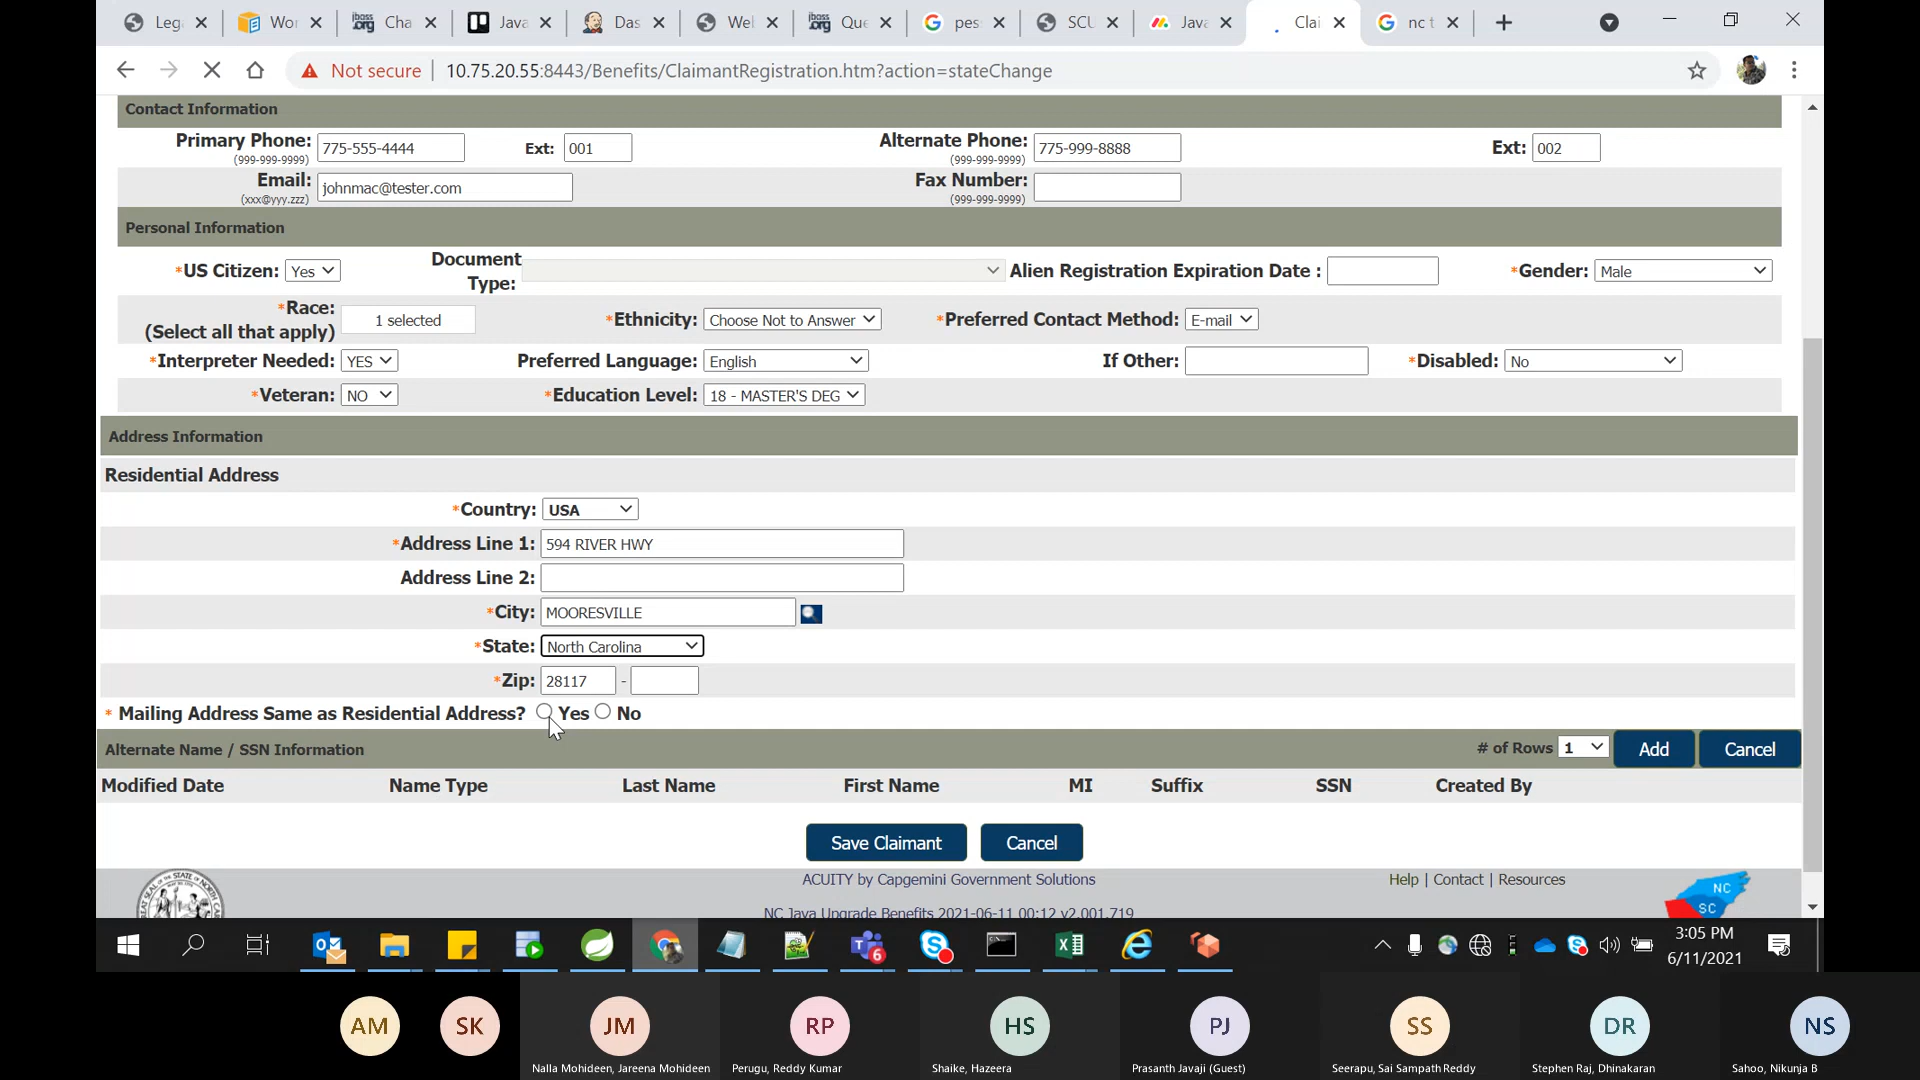 Leg
Wor
Cha
Java
Das
Wel
Que
pes
SCU
Java
Clai
nc t
Not secure
10.75.20.55:8443/Benefits/ClaimantRegistration.htm?action=stateChange
Contact Information
Primary Phone: 775-555-4444 Ext: 001 Alternate Phone: 775-999-8888 Ext: 002
(999-999-9999) (999-999-9999)
Email: johnmac@tester.com Fax Number:
(xxx@yyy.zzz) (999-999-9999)
Personal Information
*US Citizen: Yes Document Type: Alien Registration Expiration Date : *Gender: Male
*Race: (Select all that apply) 1 selected *Ethnicity: Choose Not to Answer *Preferred Contact Method: E-mail
*Interpreter Needed: YES Preferred Language: English If Other: *Disabled: No
*Veteran: NO *Education Level: 18 - MASTER'S DEG
Address Information
Residential Address
*Country: USA
*Address Line 1: 594 RIVER HWY
Address Line 2:
*City: MOORESVILLE
*State: North Carolina
*Zip: 28117 -
* Mailing Address Same as Residential Address? Yes No
Alternate Name / SSN Information # of Rows 1 Add Cancel
Modified Date Name Type Last Name First Name MI Suffix SSN Created By
Save Claimant Cancel
ACUITY by Capgemini Government Solutions Help | Contact | Resources
NC
SC
NC Java Upgrade Benefits 2021-06-11 00:12 v2.001.719
6
3:05 PM
6/11/2021
AM
SK
JM
RP
HS
PJ
SS
DR
NS
Nalla Mohideen, Jareena Mohideen
Perugu, Reddy Kumar
Shaike, Hazeera
Prasanth Javaji (Guest)
Seerapu, Sai Sampath Reddy
Stephen Raj, Dhinakaran
Sahoo, Nikunja B